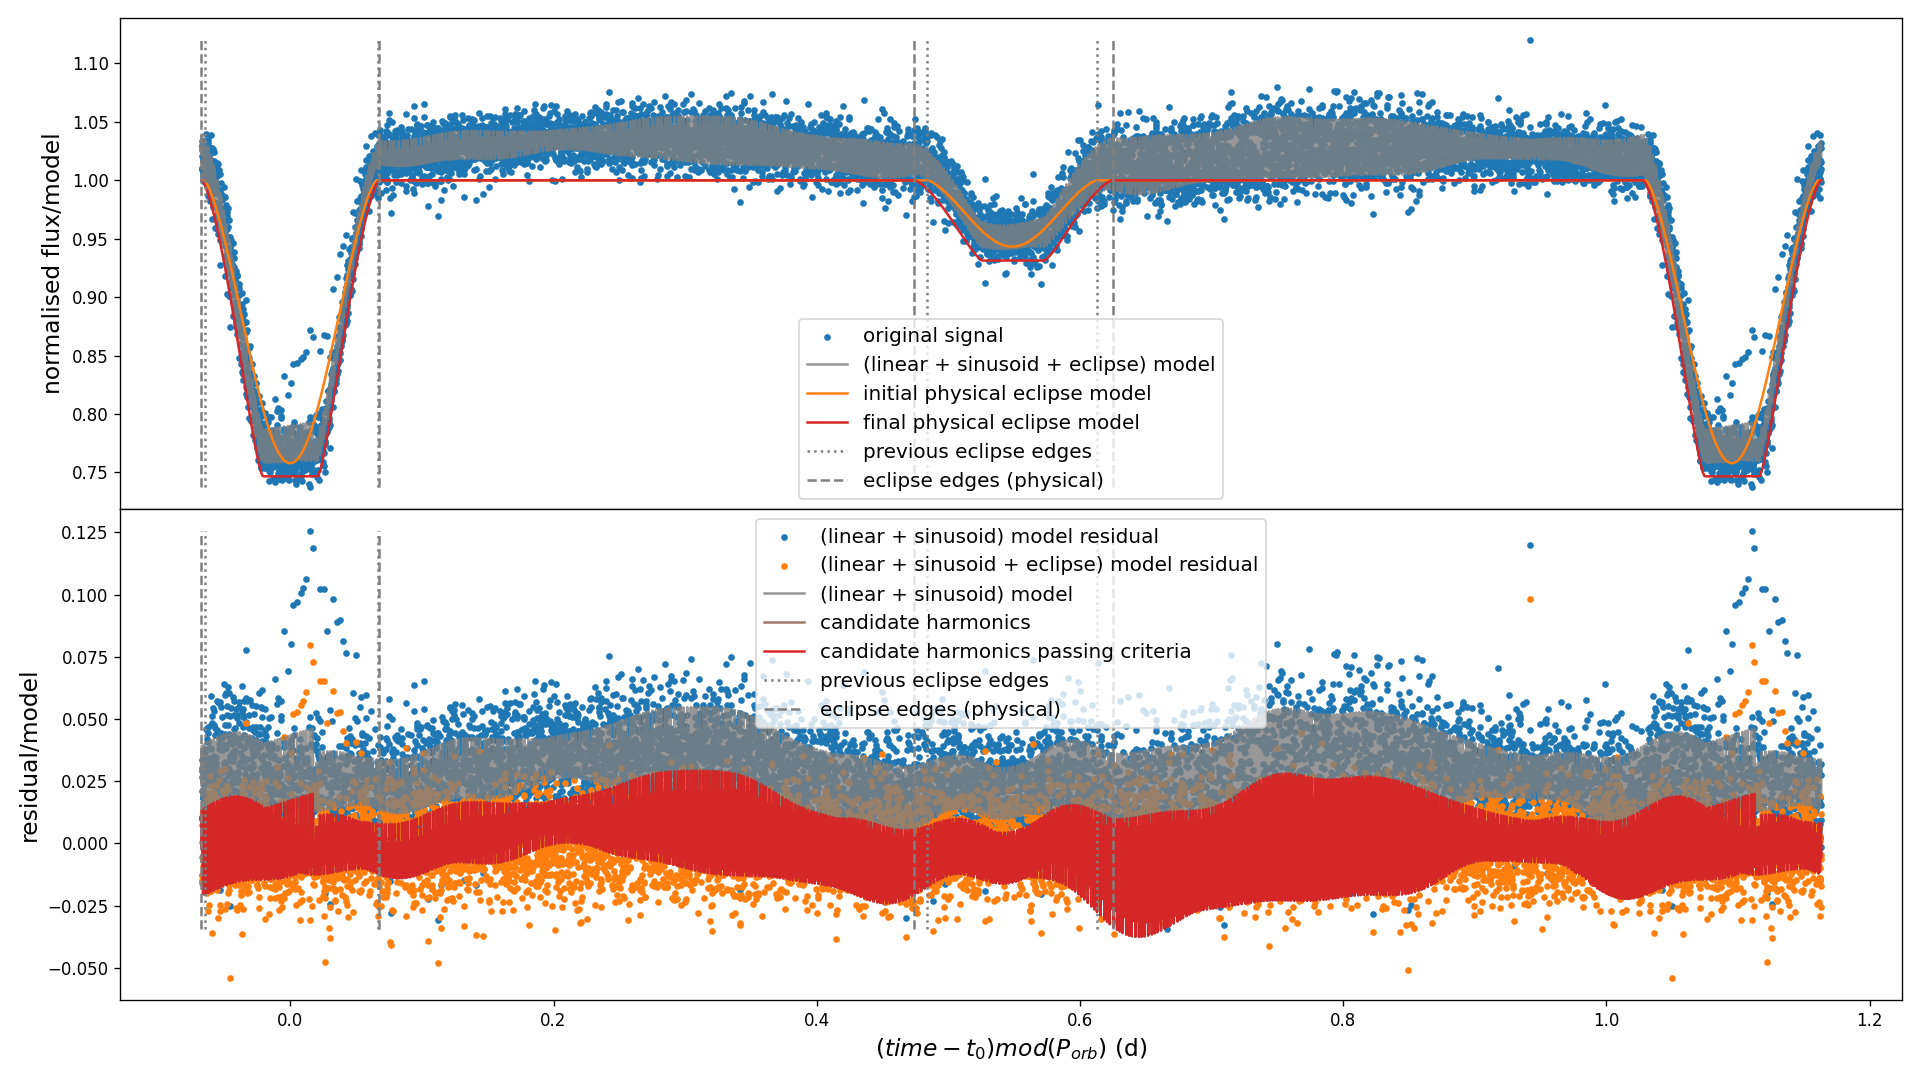 normalised flux/model
1.10
1.05
1.00
0.95
0.90
0.85
0.80
0.75
original signal
(linear + sinusoid + eclipse) model
initial physical eclipse model
final physical eclipse model
previous eclipse edges
eclipse edges (physical)
residual/model
0.125
0.100
0.075
0.050
0.025
0.000
−0.025
−0.050
(linear + sinusoid) model residual
(linear + sinusoid + eclipse) model residual
(linear + sinusoid) model
candidate harmonics
candidate harmonics passing criteria
previous eclipse edges
eclipse edges (physical)
0.0 0.2 0.4 0.6 0.8 1.0 1.2
(time − t₀)mod(P_orb) (d)